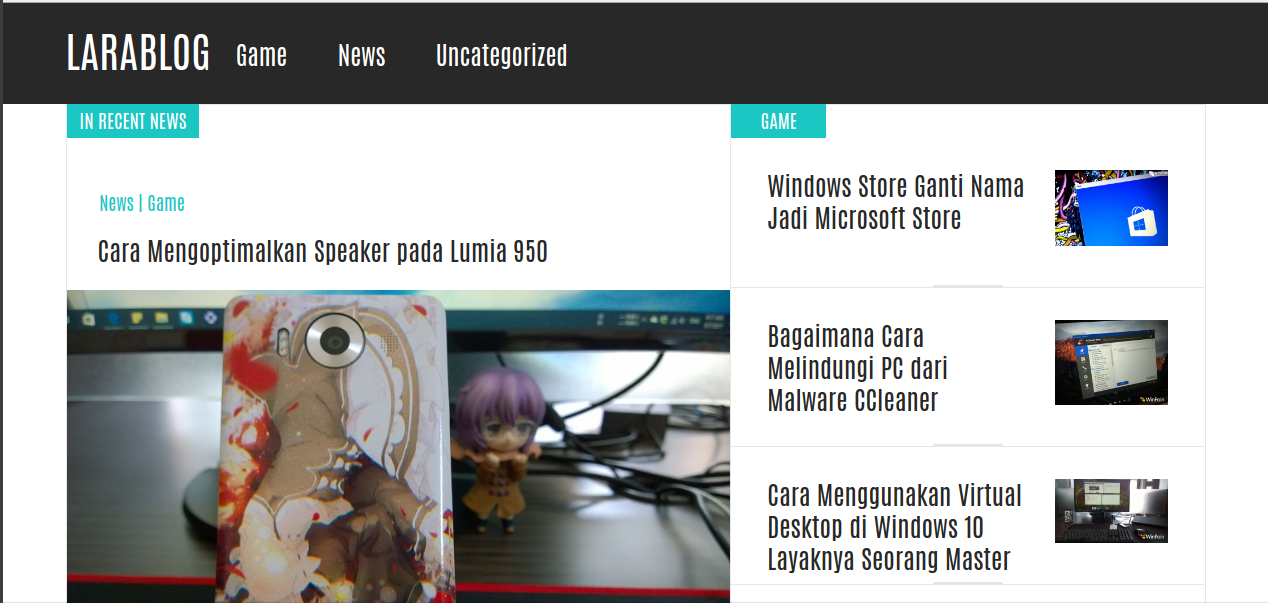 LARABLOG Game News Uncategorized
IN RECENT NEWS
News | Game
Cara Mengoptimalkan Speaker pada Lumia 950
GAME
Windows Store Ganti Nama
Jadi Microsoft Store
Bagaimana Cara
Melindungi PC dari
Malware CCleaner
WinPoin
Cara Menggunakan Virtual
Desktop di Windows 10
Layaknya Seorang Master
WinPoin